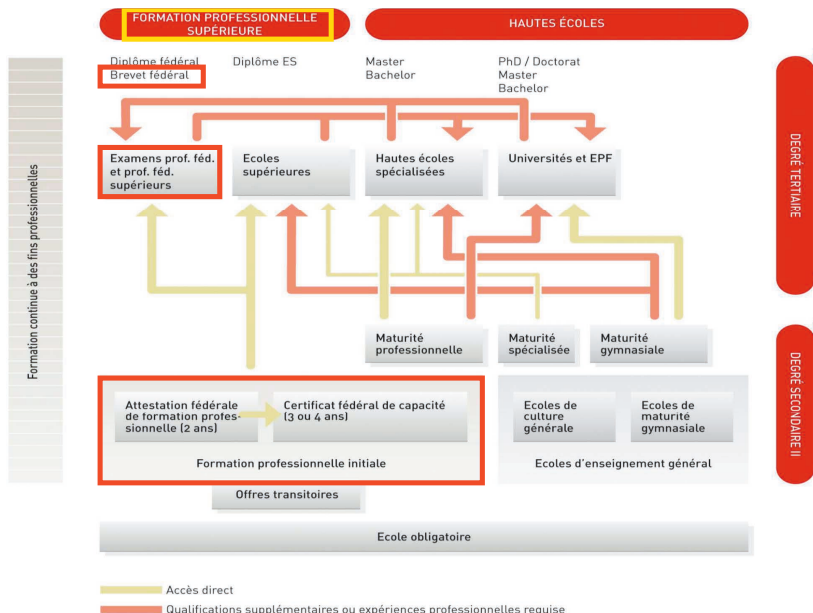 FORMATION PROFESSIONNELLE
SUPÉRIEURE
HAUTES ÉCOLES
Diplôme fédéral
Brevet fédéral
Diplôme ES
Master
Bachelor
PhD / Doctorat
Master
Bachelor
Examens prof. féd.
et prof. féd.
supérieurs
Ecoles
supérieures
Hautes écoles
spécialisées
Universités et EPF
DEGRÉ TERTIAIRE
Formation continue à des fins professionnelles
Maturité
professionnelle
Maturité
spécialisée
Maturité
gymnasiale
DEGRÉ SECONDAIRE II
Attestation fédérale
de formation profes-
sionnelle (2 ans)
Certificat fédéral de capacité
(3 ou 4 ans)
Ecoles de
culture
générale
Ecoles de
maturité
gymnasiale
Formation professionnelle initiale
Ecoles d'enseignement général
Offres transitoires
Ecole obligatoire
Accès direct
Qualifications supplémentaires ou expériences professionnelles requise